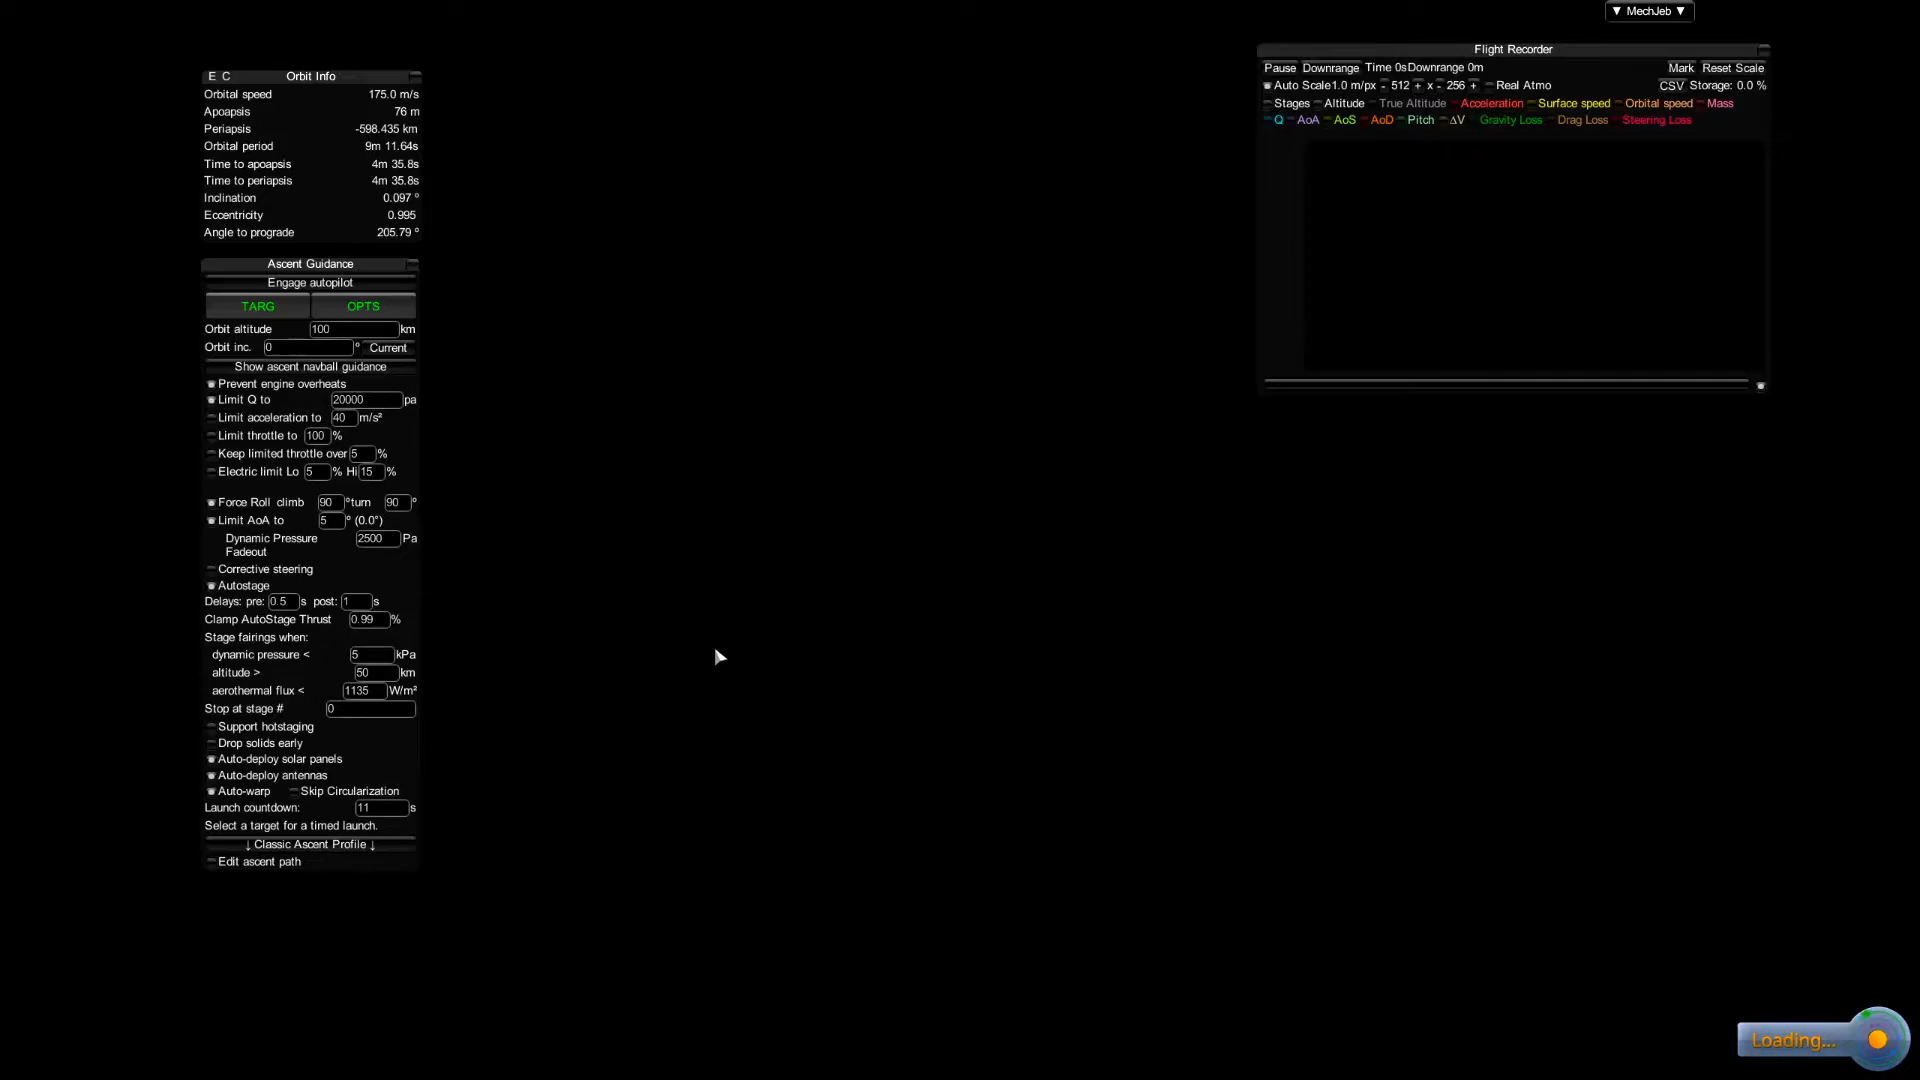 ▼ MechJeb ▼
E C Orbit Info
Orbital speed 175.0 m/s
Apoapsis 76 m
Periapsis -598.435 km
Orbital period 9m 11.64s
Time to apoapsis 4m 35.8s
Time to periapsis 4m 35.8s
Inclination 0.097 º
Eccentricity 0.995
Angle to prograde 205.79 º
Ascent Guidance
Engage autopilot
TARG OPTS
Orbit altitude 100 km
Orbit inc. 0 º Current
Show ascent navball guidance
Prevent engine overheats
Limit Q to 20000 pa
Limit acceleration to 40 m/s²
Limit throttle to 100 %
Keep limited throttle over 5 %
Electric limit Lo 5 % Hi 15 %
Force Roll climb 90 º turn 90 º
Limit AoA to 5 º (0.0°)
Dynamic Pressure Fadeout 2500 Pa
Corrective steering
Autostage
Delays: pre: 0.5 s post: 1 s
Clamp AutoStage Thrust 0.99 %
Stage fairings when:
dynamic pressure < 5 kPa
altitude > 50 km
aerothermal flux < 1135 W/m²
Stop at stage # 0
Support hotstaging
Drop solids early
Auto-deploy solar panels
Auto-deploy antennas
Auto-warp Skip Circularization
Launch countdown: 11 s
Select a target for a timed launch.
↓ Classic Ascent Profile ↓
Edit ascent path
Flight Recorder
Pause Downrange Time 0s Downrange 0m Mark Reset Scale
Auto Scale 1.0 m/px - 512 + x - 256 + Real Atmo CSV Storage: 0.0 %
Stages Altitude True Altitude Acceleration Surface speed Orbital speed Mass
Q AoA AoS AoD Pitch ∆V Gravity Loss Drag Loss Steering Loss
Loading...